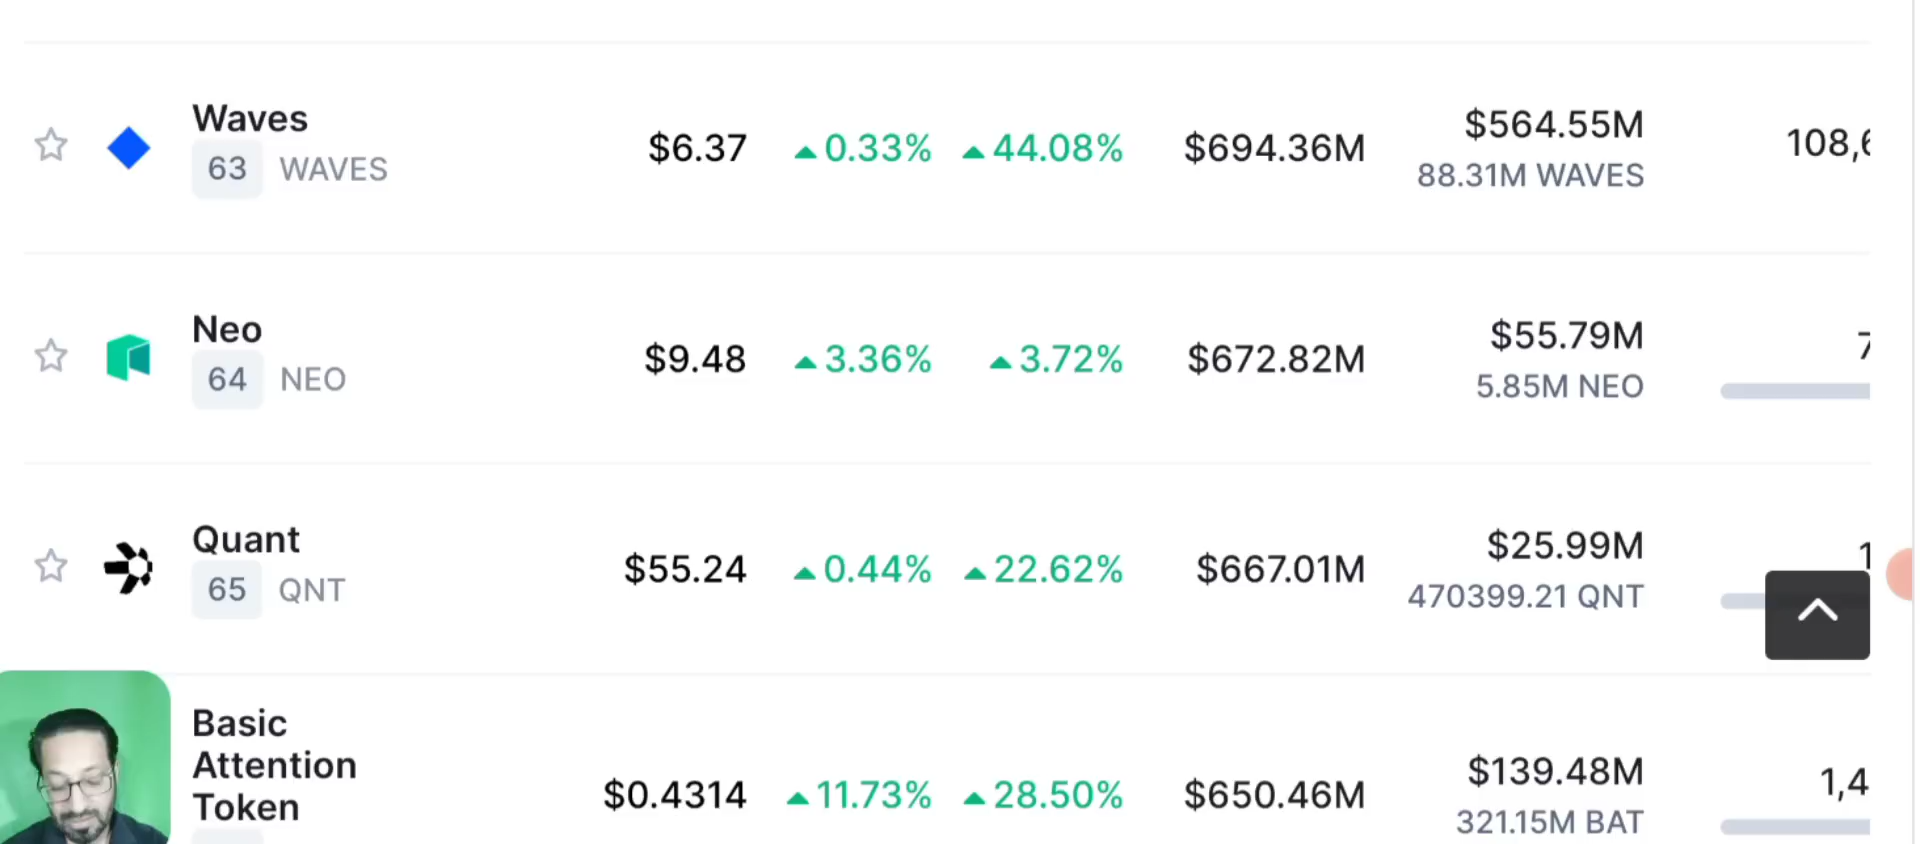 Waves
63 WAVES
$6.37 ▲0.33% ▲44.08% $694.36M
$564.55M
88.31M WAVES
Neo
64 NEO
$9.48 ▲3.36% ▲3.72% $672.82M
$55.79M
5.85M NEO
Quant
65 QNT
$55.24 ▲0.44% ▲22.62% $667.01M
$25.99M
470399.21 QNT
Basic
Attention
Token
$0.4314 ▲11.73% ▲28.50% $650.46M
$139.48M
321.15M BAT
1,4